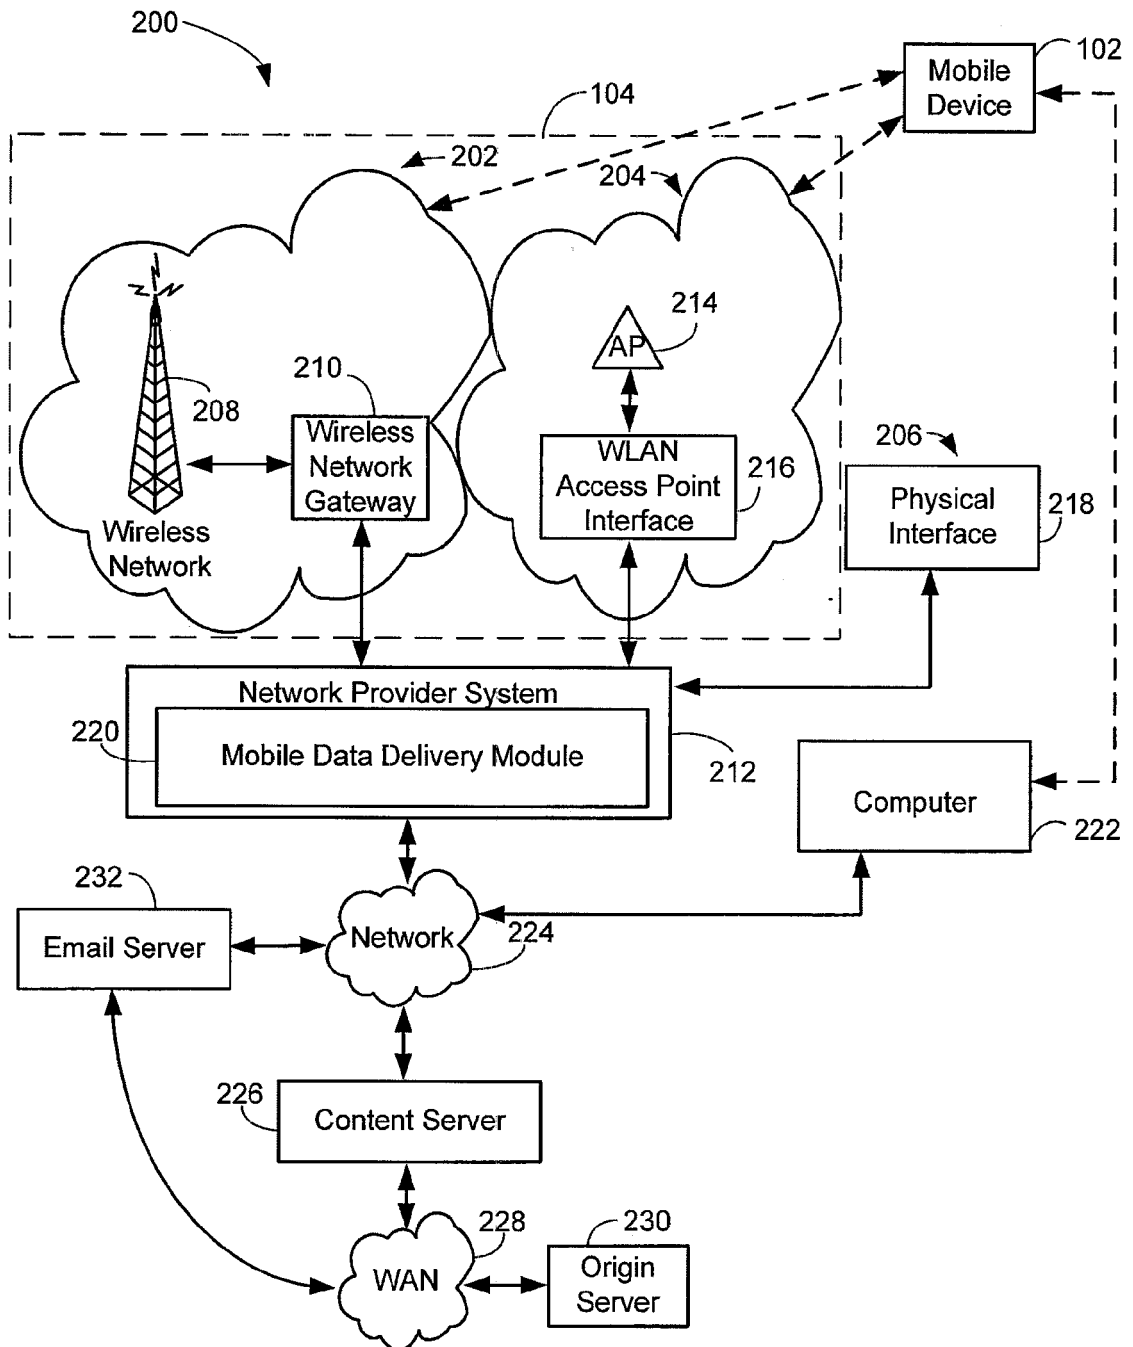 200
104
Mobile
Device
102
202
204
AP
214
208
210
Wireless
Network
Gateway
WLAN
Access Point
Interface
216
206
Physical
Interface
218
Wireless
Network
Network Provider System
220
Mobile Data Delivery Module
212
Computer
222
232
Email Server
Network
224
226
Content Server
228
WAN
230
Origin
Server